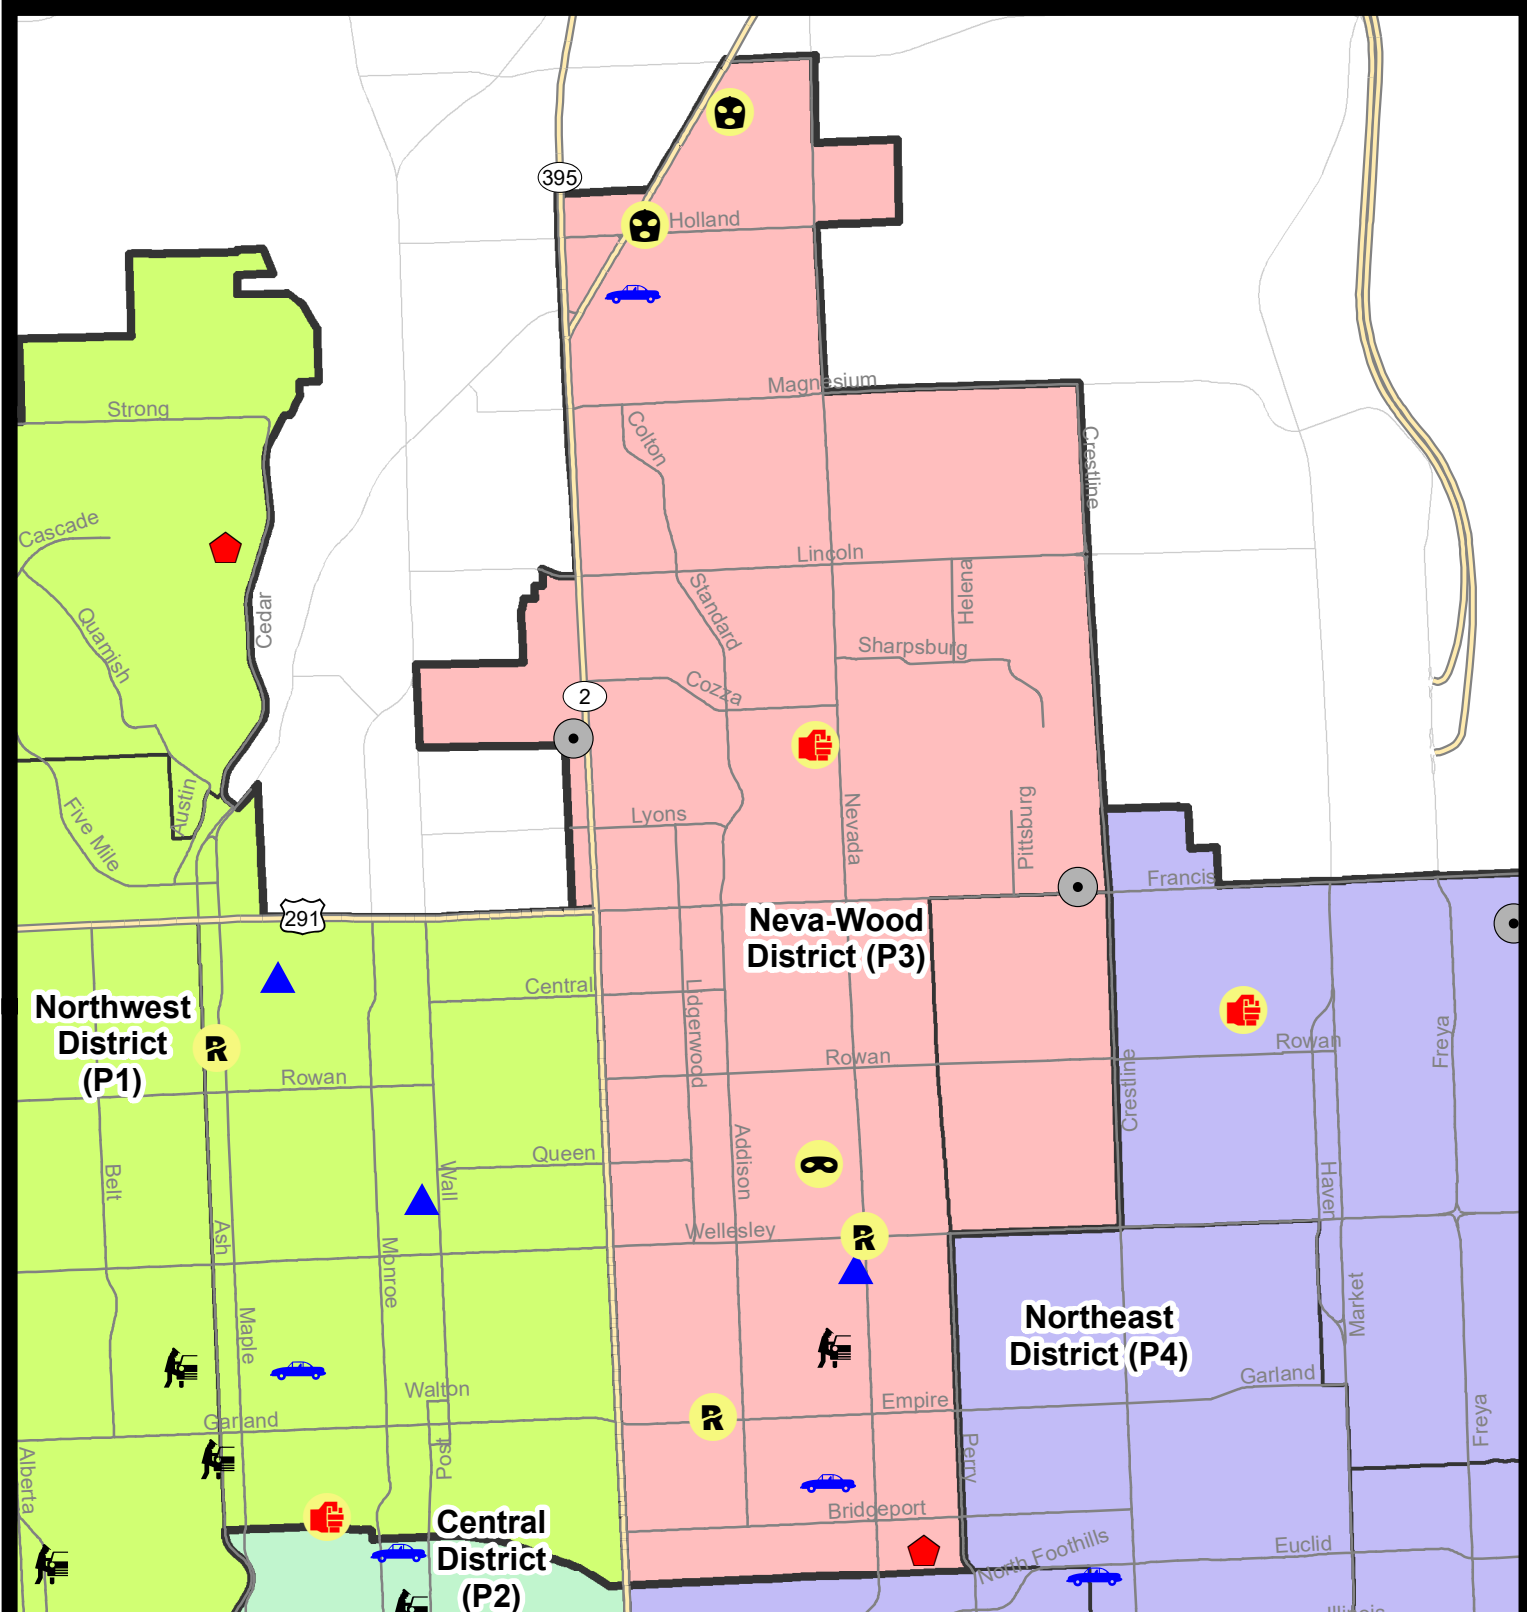 395
Holland
Magnesium
Strong
Colton
Crestline
Cascade
Lincoln
Helena
Standard
Cedar
Quamish
Sharpsburg
Cozza
2
Austin
Five Mile
Lyons
Nevada
Pittsburg
Francis
291
Neva-Wood
District (P3)
Central
Lidgerwood
Northwest
District
(P1)
Rowan
Rowan
Rowan
Freya
Crestline
Queen
Addison
Belt
Wall
Haven
Ash
Wellesley
Monroe
Maple
Market
Northeast
District (P4)
Walton
Garland
Empire
Garland
Freya
Post
Perry
Alberta
Bridgeport
Central
District
(P2)
North Foothills
Euclid
Illinois
R
R
R